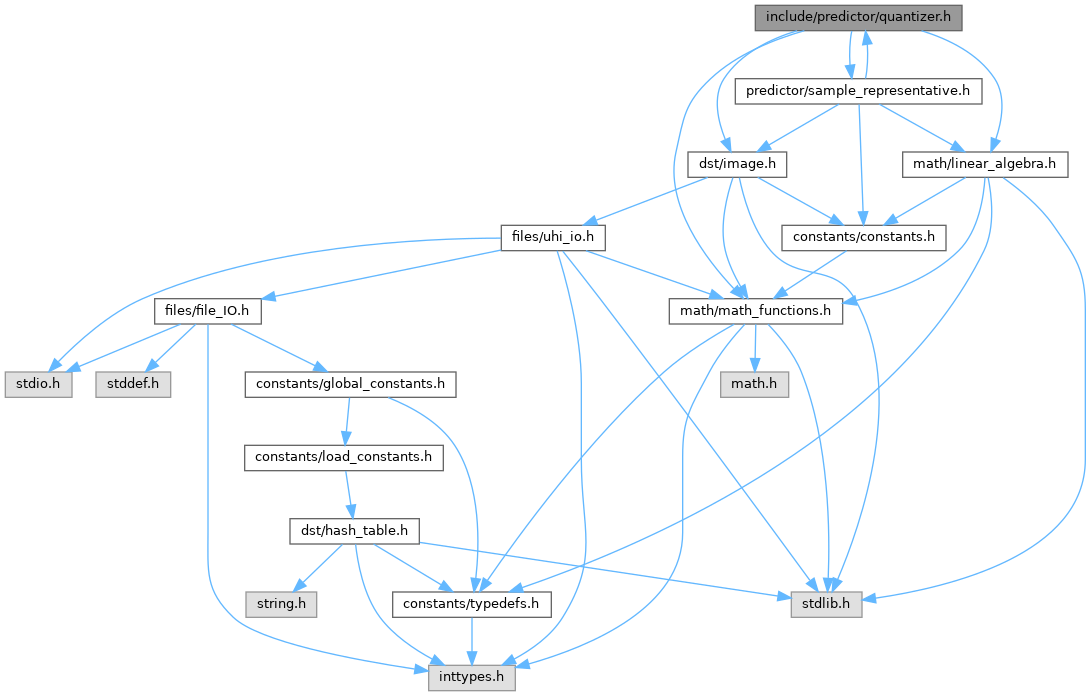 include/predictor/quantizer.h
predictor/sample_representative.h
dst/image.h
math/linear_algebra.h
files/uhi_io.h
constants/constants.h
files/file_IO.h
math/math_functions.h
stdio.h
stddef.h
constants/global_constants.h
math.h
constants/load_constants.h
dst/hash_table.h
string.h
constants/typedefs.h
stdlib.h
inttypes.h